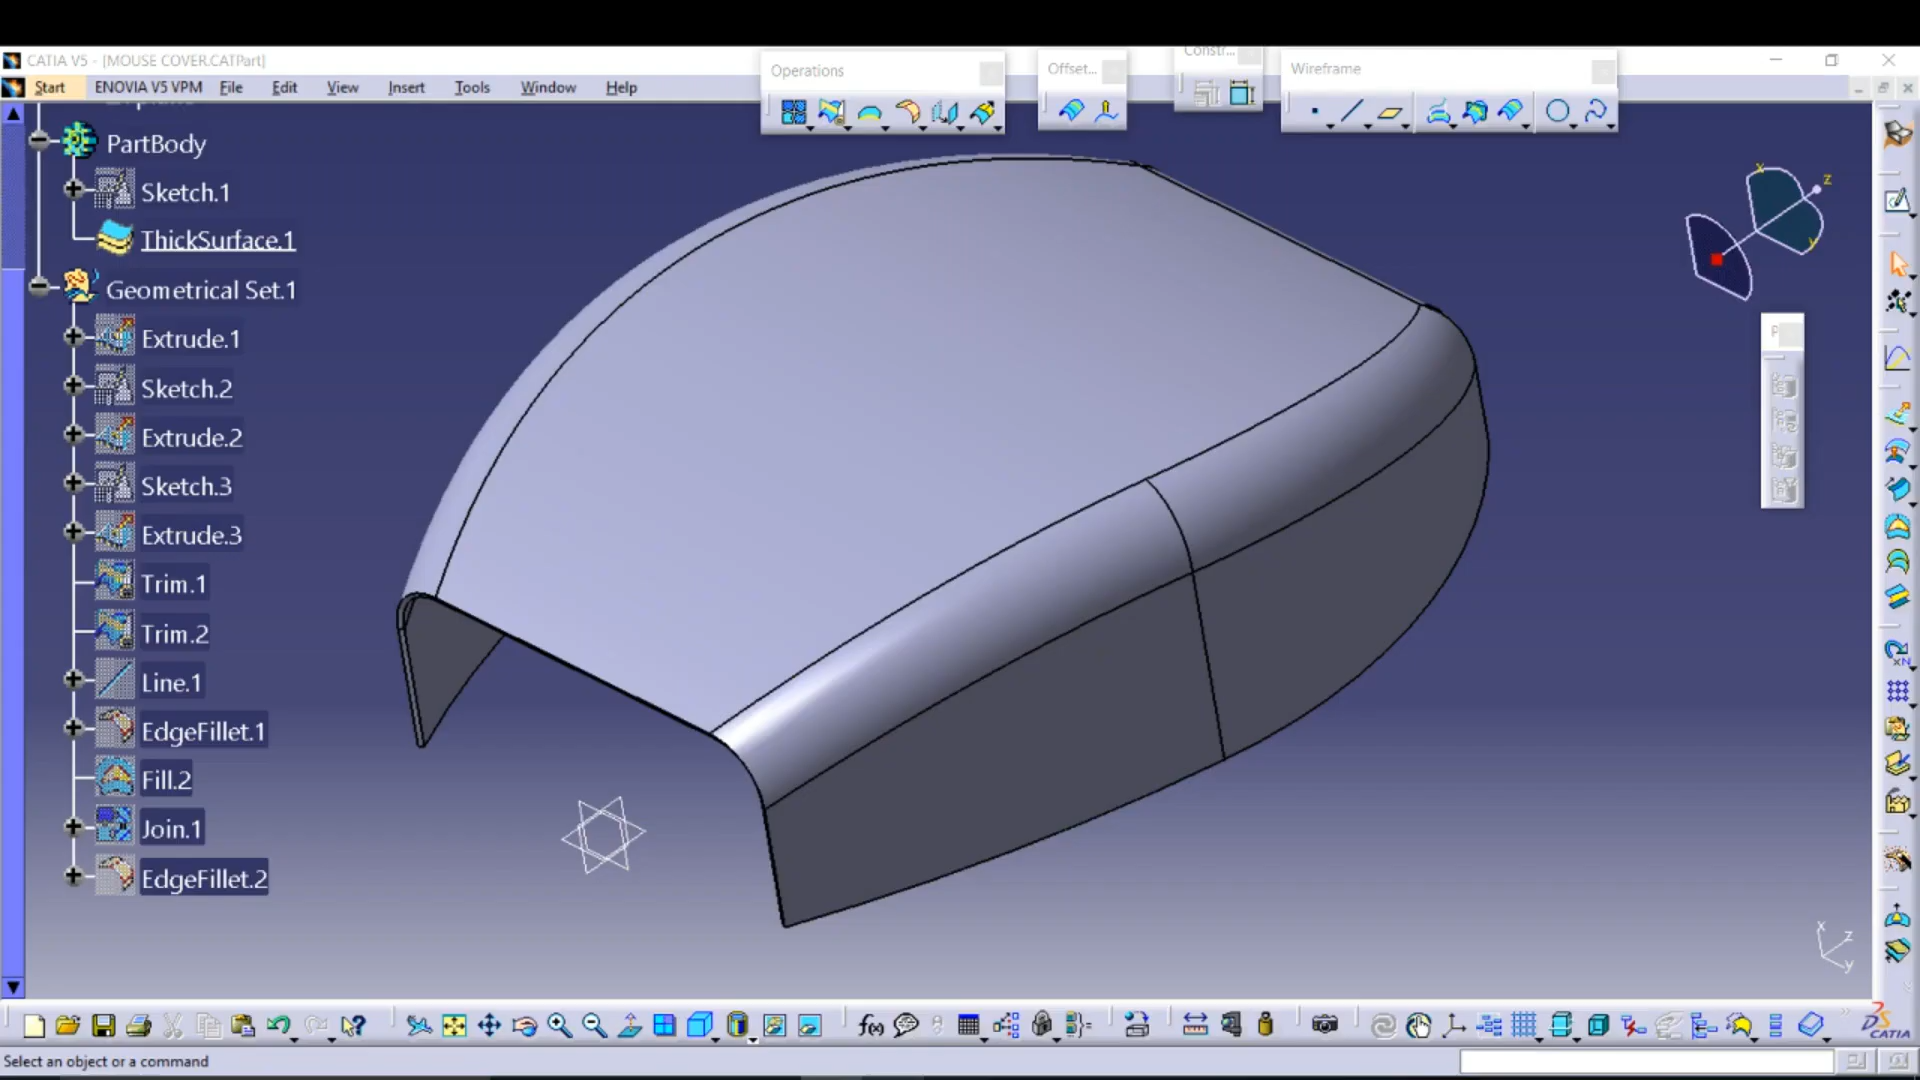 CATIA V5 - [MOUSE COVER.CATPart]
Start ENOVIA V5 VPM File Edit View Insert Tools Window Help
Operations
Offset...
Constr...
Wireframe
PartBody
Sketch.1
ThickSurface.1
Geometrical Set.1
Extrude.1
Sketch.2
Extrude.2
Sketch.3
Extrude.3
Trim.1
Trim.2
Line.1
EdgeFillet.1
Fill.2
Join.1
EdgeFillet.2
x
z
y
P
x
z
y
f(x)
CATIA
Select an object or a command